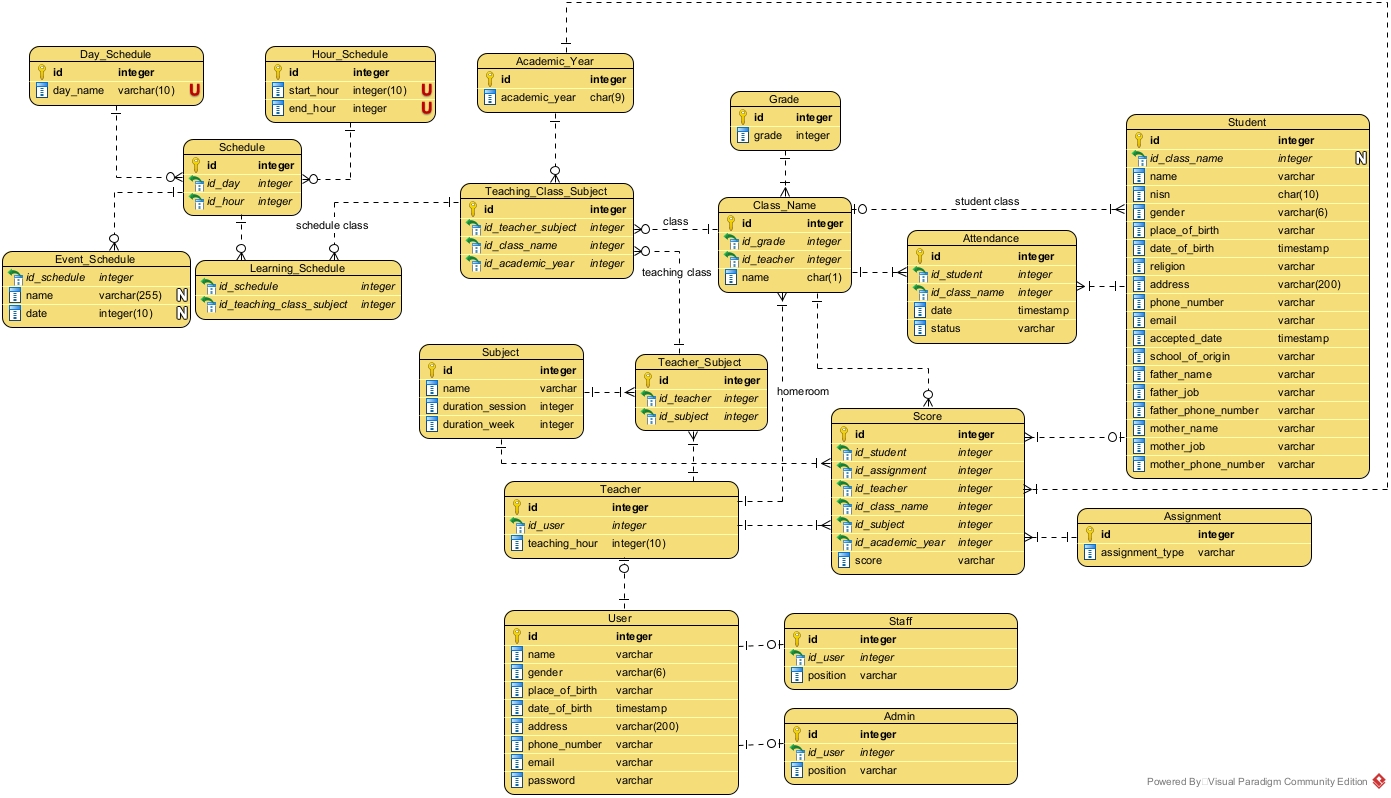 Day_Schedule
id integer
day_name varchar(10) U
Hour_Schedule
id integer
start_hour integer(10) U
end_hour integer U
Academic_Year
id integer
academic_year char(9)
Grade
id integer
grade integer
Student
id integer
id_class_name integer N
name varchar
nisn char(10)
gender varchar(6)
place_of_birth varchar
date_of_birth timestamp
religion varchar
address varchar(200)
phone_number varchar
email varchar
accepted_date timestamp
school_of_origin varchar
father_name varchar
father_job varchar
father_phone_number varchar
mother_name varchar
mother_job varchar
mother_phone_number varchar
Schedule
id integer
id_day integer
id_hour integer
schedule class
Teaching_Class_Subject
id integer
id_teacher_subject integer
id_class_name integer
id_academic_year integer
class
teaching class
Class_Name
id integer
id_grade integer
id_teacher integer
name char(1)
student class
Attendance
id integer
id_student integer
id_class_name integer
date timestamp
status varchar
Event_Schedule
id_schedule integer
name varchar(255) N
date integer(10) N
Learning_Schedule
id_schedule integer
id_teaching_class_subject integer
Subject
id integer
name varchar
duration_session integer
duration_week integer
Teacher_Subject
id integer
id_teacher integer
id_subject integer
homeroom
Score
id integer
id_student integer
id_assignment integer
id_teacher integer
id_class_name integer
id_subject integer
id_academic_year integer
score varchar
Teacher
id integer
id_user integer
teaching_hour integer(10)
Assignment
id integer
assignment_type varchar
User
id integer
name varchar
gender varchar(6)
place_of_birth varchar
date_of_birth timestamp
address varchar(200)
phone_number varchar
email varchar
password varchar
Staff
id integer
id_user integer
position varchar
Admin
id integer
id_user integer
position varchar
Powered By Visual Paradigm Community Edition